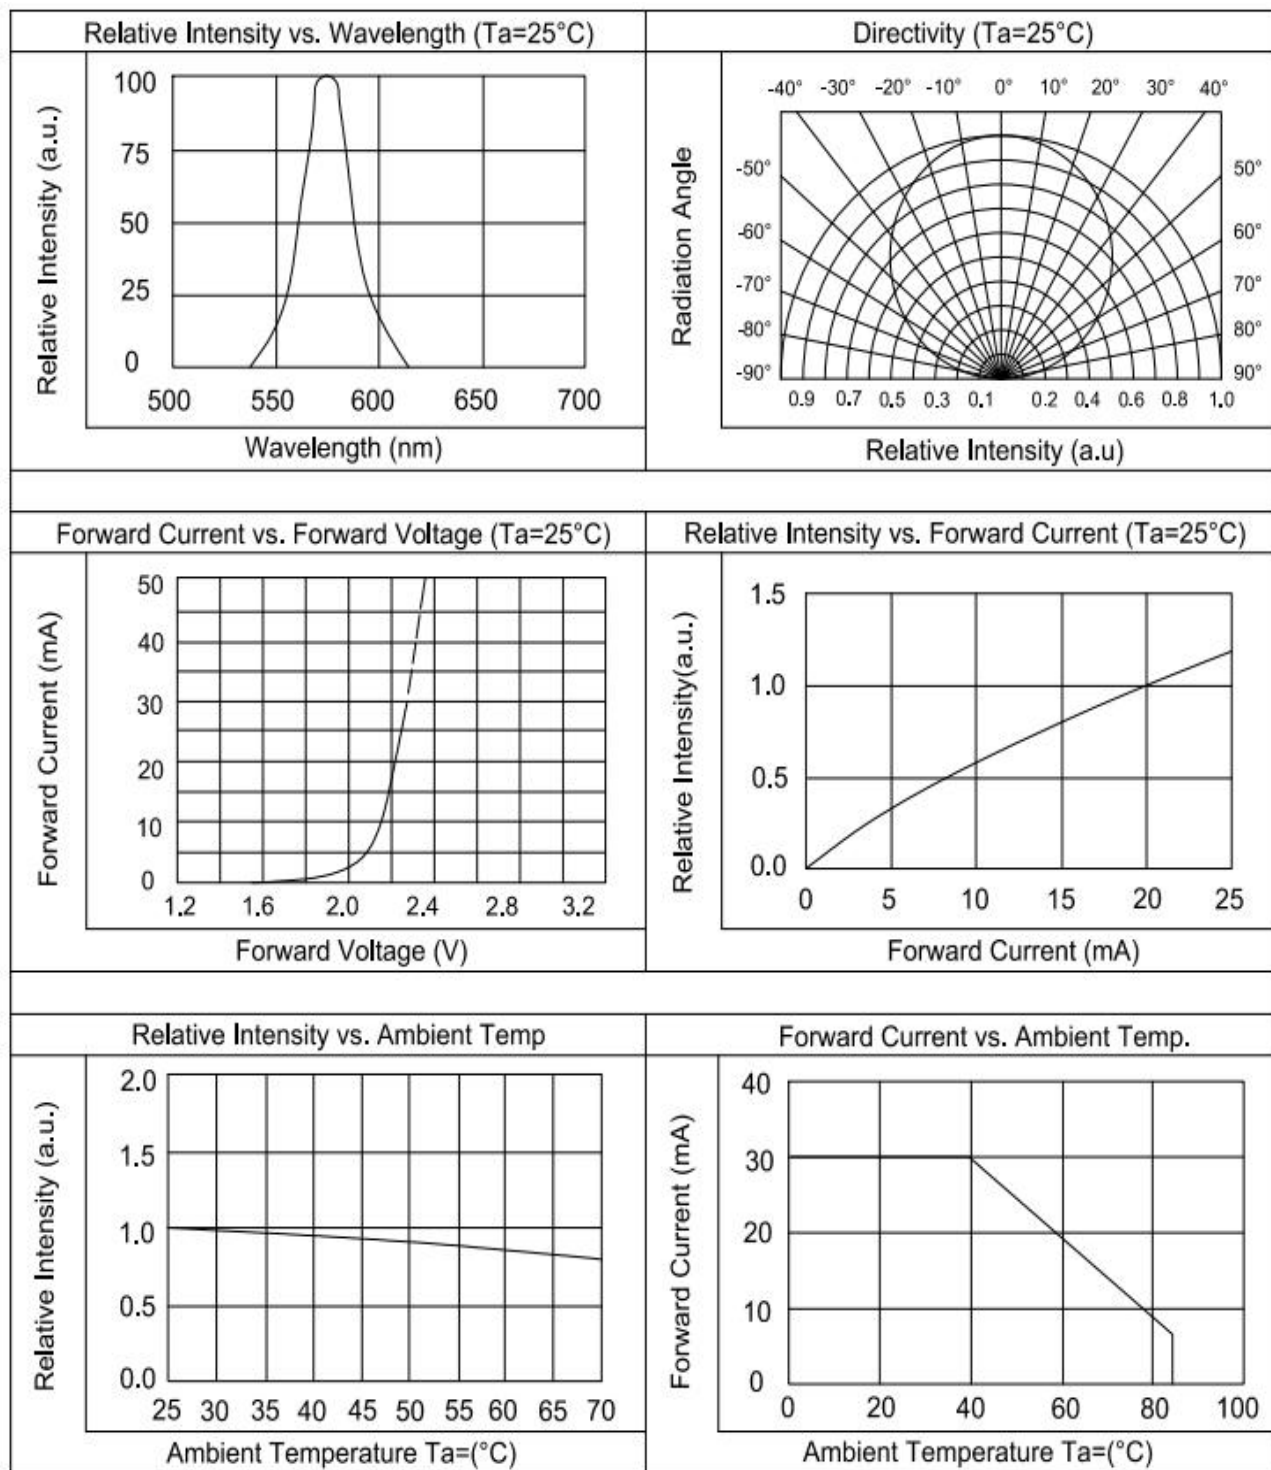 Relative Intensity vs. Wavelength (Ta=25°C)
Relative Intensity (a.u.)
100
75
50
25
0
500 550 600 650 700
Wavelength (nm)
Directivity (Ta=25°C)
Radiation Angle
-40° -30° -20° -10° 0° 10° 20° 30° 40°
-50° 50°
-60° 60°
-70° 70°
-80° 80°
-90° 90°
0.9 0.7 0.5 0.3 0.1 0.2 0.4 0.6 0.8 1.0
Relative Intensity (a.u)
Forward Current vs. Forward Voltage (Ta=25°C)
Forward Current (mA)
50
40
30
20
10
0
1.2 1.6 2.0 2.4 2.8 3.2
Forward Voltage (V)
Relative Intensity vs. Forward Current (Ta=25°C)
Relative Intensity(a.u.)
1.5
1.0
0.5
0.0
0 5 10 15 20 25
Forward Current (mA)
Relative Intensity vs. Ambient Temp
Relative Intensity (a.u.)
2.0
1.5
1.0
0.5
0.0
25 30 35 40 45 50 55 60 65 70
Ambient Temperature Ta=(°C)
Forward Current vs. Ambient Temp.
Forward Current (mA)
40
30
20
10
0
0 20 40 60 80 100
Ambient Temperature Ta=(°C)